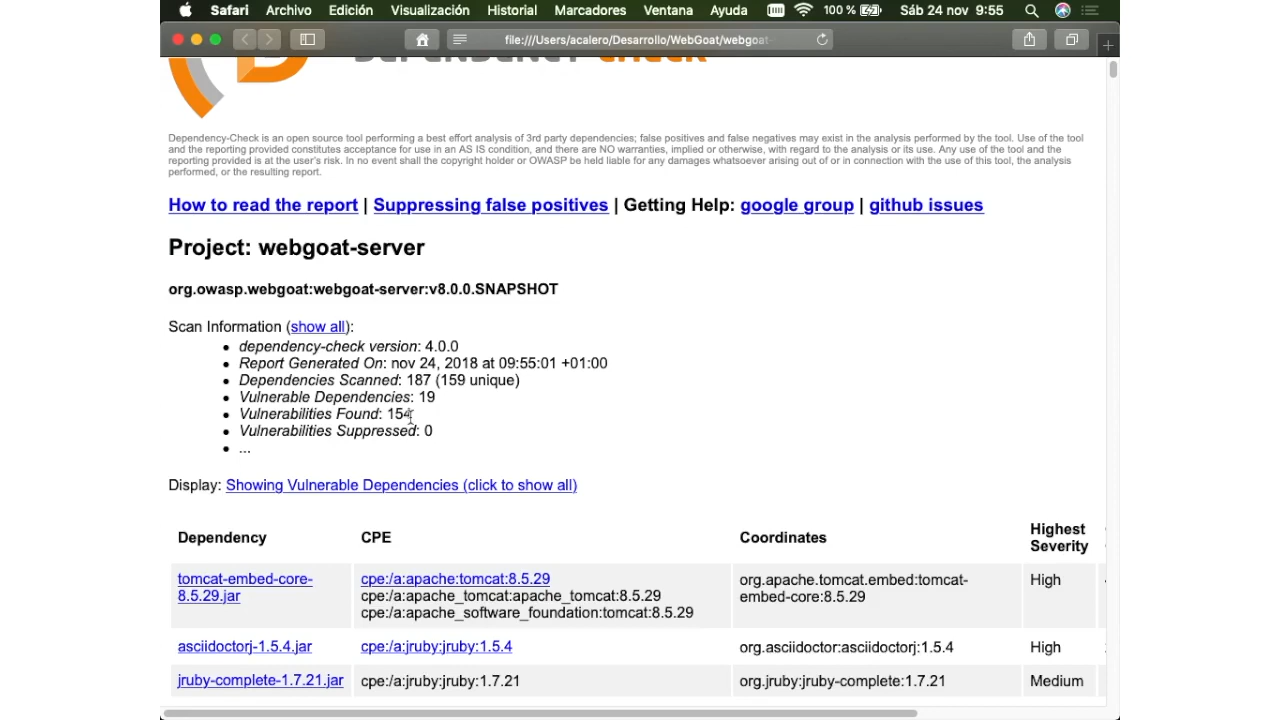 Safari Archivo Edición Visualización Historial Marcadores Ventana Ayuda 100 % Sáb 24 nov 9:55
file:///Users/acalero/Desarrollo/WebGoat/webgoat-
DEPENDENCY-CHECK
Dependency-Check is an open source tool performing a best effort analysis of 3rd party dependencies; false positives and false negatives may exist in the analysis performed by the tool. Use of the tool
and the reporting provided constitutes acceptance for use in an AS IS condition, and there are NO warranties, implied or otherwise, with regard to the analysis or its use. Any use of the tool and the
reporting provided is at the user's risk. In no event shall the copyright holder or OWASP be held liable for any damages whatsoever arising out of or in connection with the use of this tool, the analysis
performed, or the resulting report.
How to read the report | Suppressing false positives | Getting Help: google group | github issues
Project: webgoat-server
org.owasp.webgoat:webgoat-server:v8.0.0.SNAPSHOT
Scan Information (show all):
• dependency-check version: 4.0.0
• Report Generated On: nov 24, 2018 at 09:55:01 +01:00
• Dependencies Scanned: 187 (159 unique)
• Vulnerable Dependencies: 19
• Vulnerabilities Found: 154
• Vulnerabilities Suppressed: 0
• ...
Display: Showing Vulnerable Dependencies (click to show all)
Dependency CPE Coordinates Highest
Severity
tomcat-embed-core- cpe:/a:apache:tomcat:8.5.29 org.apache.tomcat.embed:tomcat- High
8.5.29.jar cpe:/a:apache_tomcat:apache_tomcat:8.5.29 embed-core:8.5.29
cpe:/a:apache_software_foundation:tomcat:8.5.29
asciidoctorj-1.5.4.jar cpe:/a:jruby:jruby:1.5.4 org.asciidoctor:asciidoctorj:1.5.4 High
jruby-complete-1.7.21.jar cpe:/a:jruby:jruby:1.7.21 org.jruby:jruby-complete:1.7.21 Medium